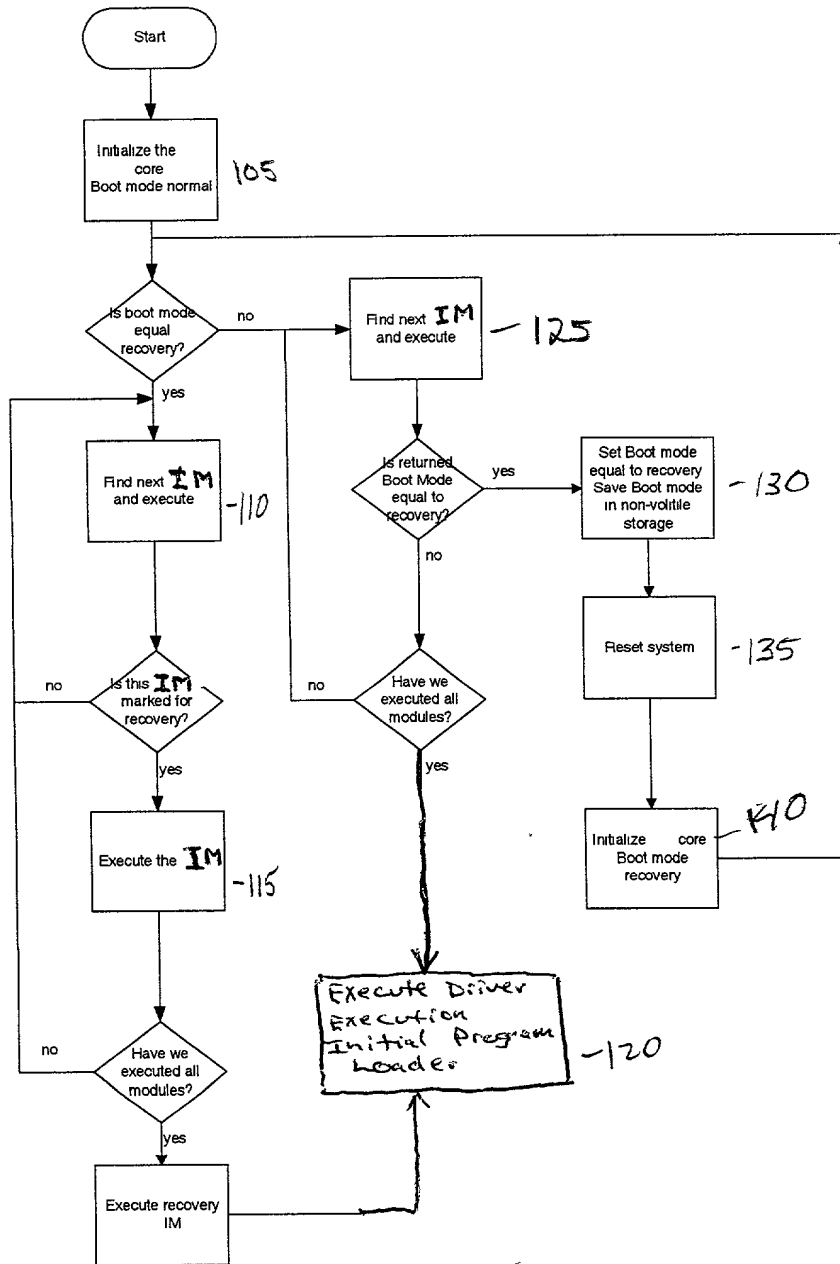 Start
Initialize the
core
Boot mode normal
105
Is boot mode
equal
recovery?
no
yes
Find next IM
and execute
-125
Find next IM
and execute
-110
Is returned
Boot Mode
equal to
recovery?
yes
no
Set Boot mode
equal to recovery
Save Boot mode
in non-volitile
storage
-130
Reset system
-135
Is this IM
marked for
recovery?
no
yes
Have we
executed all
modules?
no
yes
Execute the IM
-115
Initialize core
Boot mode
recovery
-140
Have we
executed all
modules?
no
yes
Execute Driver
Execution
Initial Program
Loader
-120
Execute recovery
IM